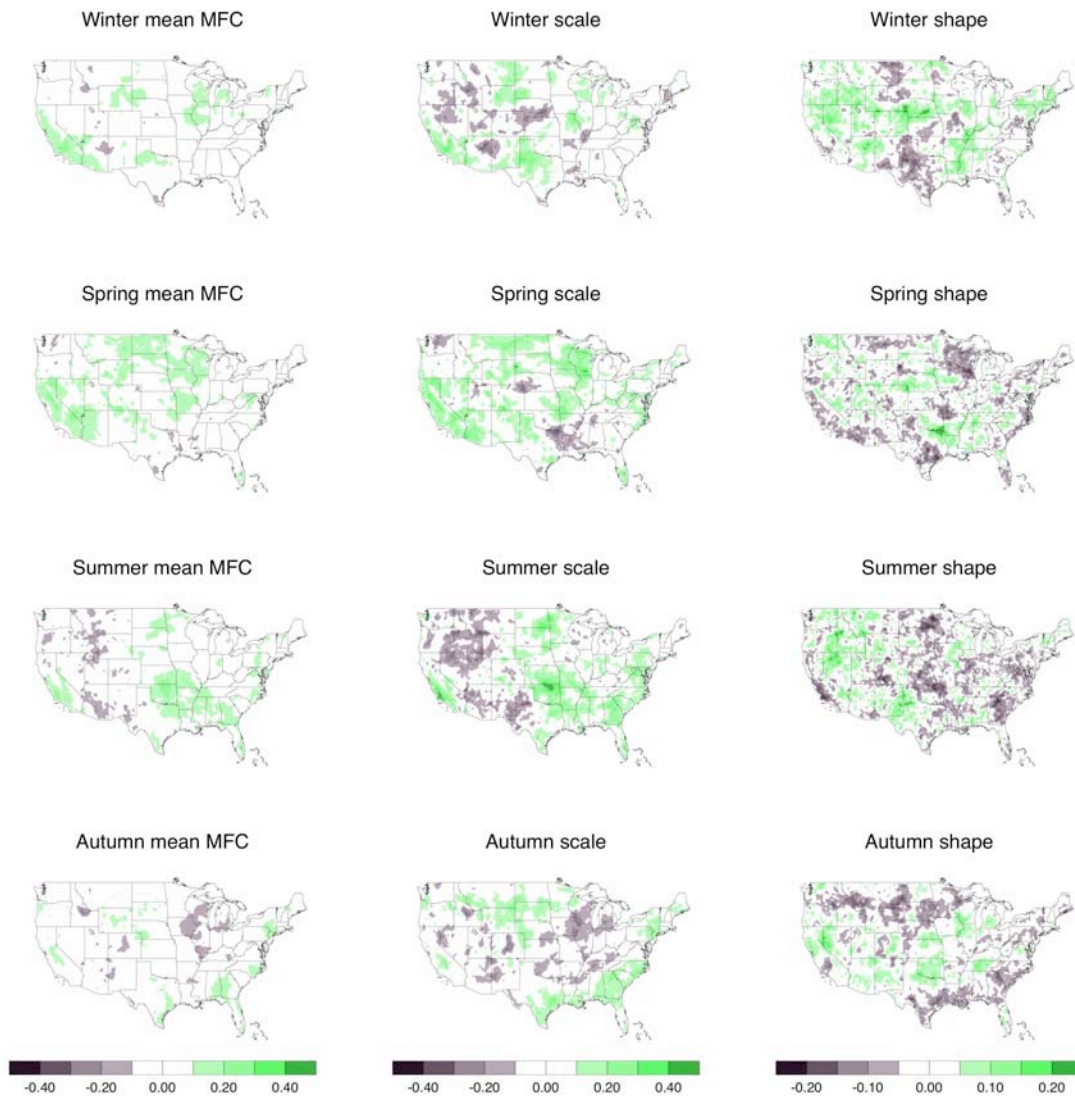 Winter mean MFC Winter scale Winter shape
Spring mean MFC Spring scale Spring shape
Summer mean MFC Summer scale Summer shape
Autumn mean MFC Autumn scale Autumn shape
-0.40 -0.20 0.00 0.20 0.40 -0.40 -0.20 0.00 0.20 0.40 -0.20 -0.10 0.00 0.10 0.20